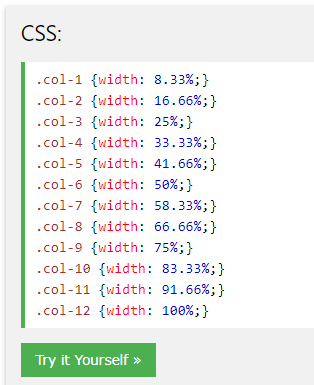 CSS:
.col-1 {width: 8.33%;}
.col-2 {width: 16.66%;}
.col-3 {width: 25%;}
.col-4 {width: 33.33%;}
.col-5 {width: 41.66%;}
.col-6 {width: 50%;}
.col-7 {width: 58.33%;}
.col-8 {width: 66.66%;}
.col-9 {width: 75%;}
.col-10 {width: 83.33%;}
.col-11 {width: 91.66%;}
.col-12 {width: 100%;}
Try it Yourself »